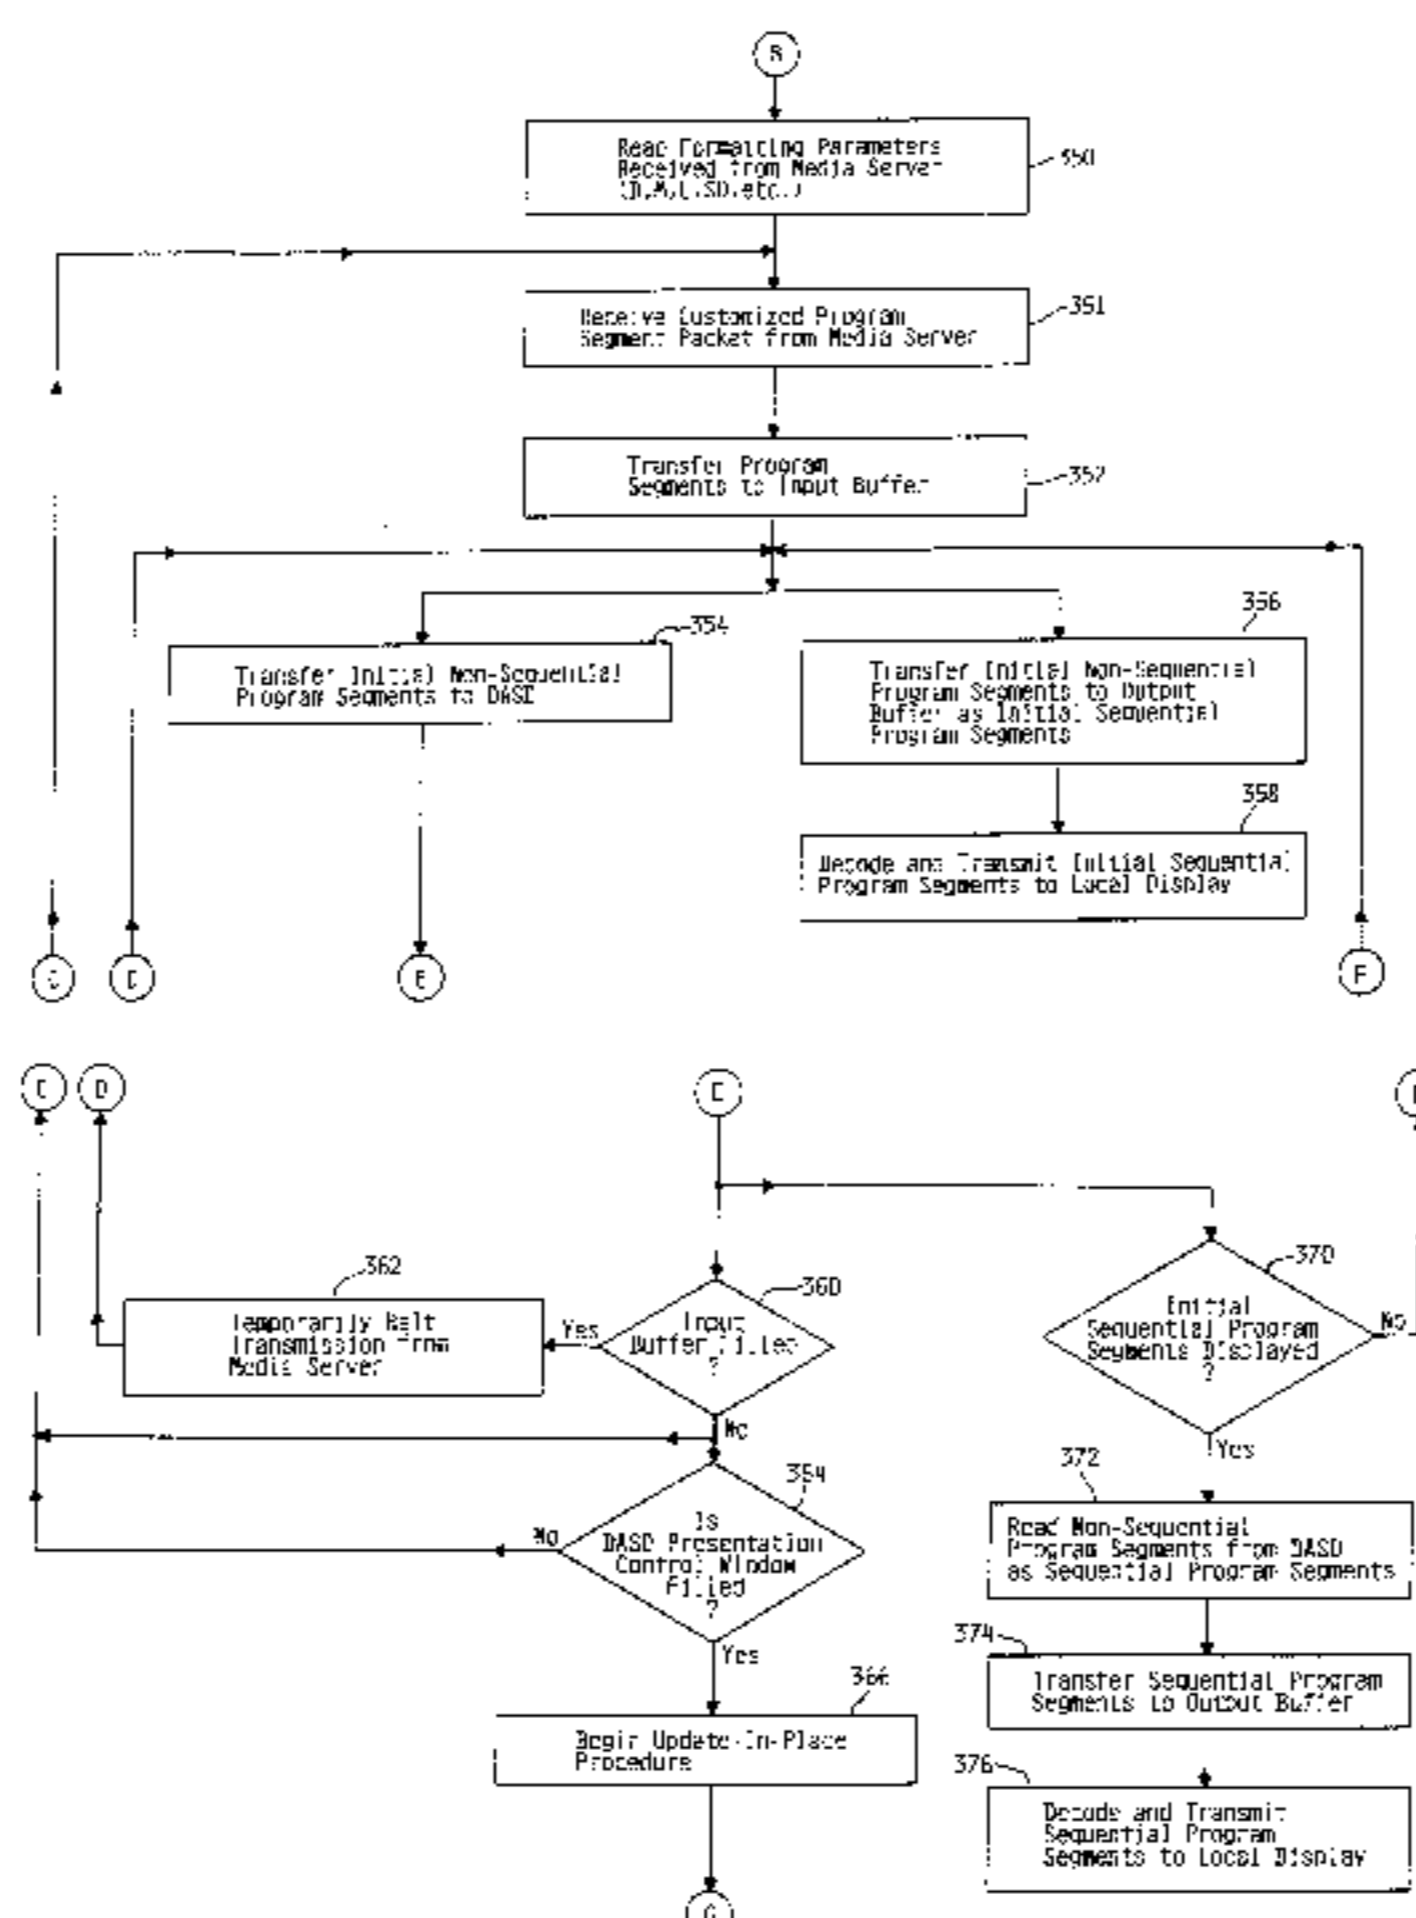 Read Formatting Parameters
Received from Media Server
350
Receive Customized Program
Segment Packet from Media Server
351
Transfer Program
Segments to Input Buffer
352
354
Transfer Initial Non-Sequential
Program Segments to DASD
356
Transfer Initial Non-Sequential
Program Segments to Output
Buffer as Initial Sequential
Program Segments
358
Decode and Transmit Initial Sequential
Program Segments to Local Display
D
F
C
D
E
362
Temporarily Halt
Transmission from
Media Server
Yes
360
Input
Buffer Filled
?
No
370
Initial
Sequential Program
Segments Displayed
?
No
Yes
364
Is
DASD Presentation
Control Window
Filled
?
No
Yes
372
Read Non-Sequential
Program Segments from DASD
as Sequential Program Segments
374
Transfer Sequential Program
Segments to Output Buffer
366
Begin Update-In-Place
Procedure
376
Decode and Transmit
Sequential Program
Segments to Local Display
G